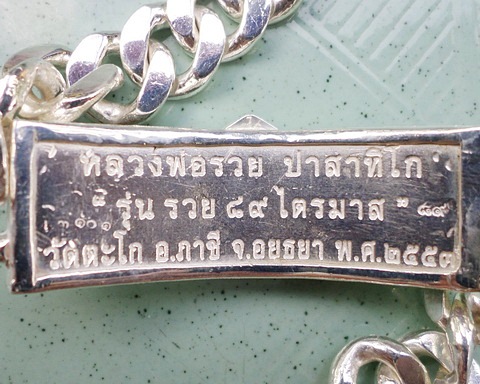 หลวงพ่อรวย ปาสาทิโก
" รุ่น รวย ๘๙ ไตรมาส " ๘๙
วัดตะโก อ.ภาชี จ.อยุธยา พ.ศ.๒๕๕๓